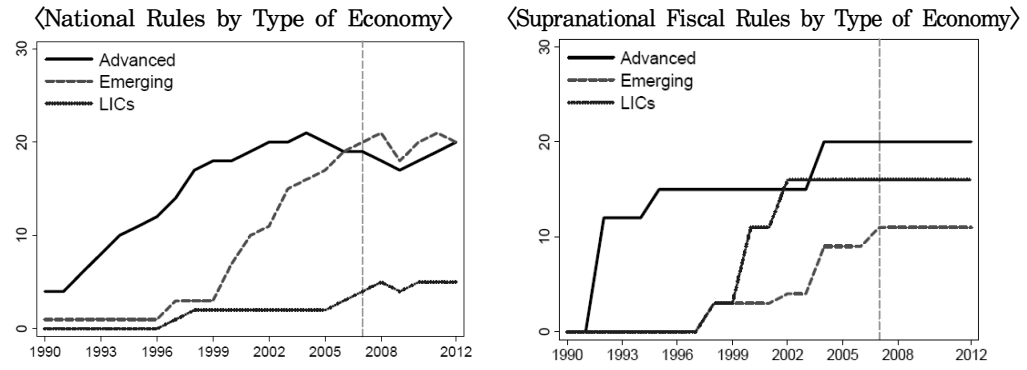 〈National Rules by Type of Economy〉
30
20
10
0
Advanced
Emerging
LICs
1990 1993 1996 1999 2002 2005 2008 2012
〈Supranational Fiscal Rules by Type of Economy〉
30
20
10
0
Advanced
Emerging
LICs
1990 1993 1996 1999 2002 2005 2008 2012